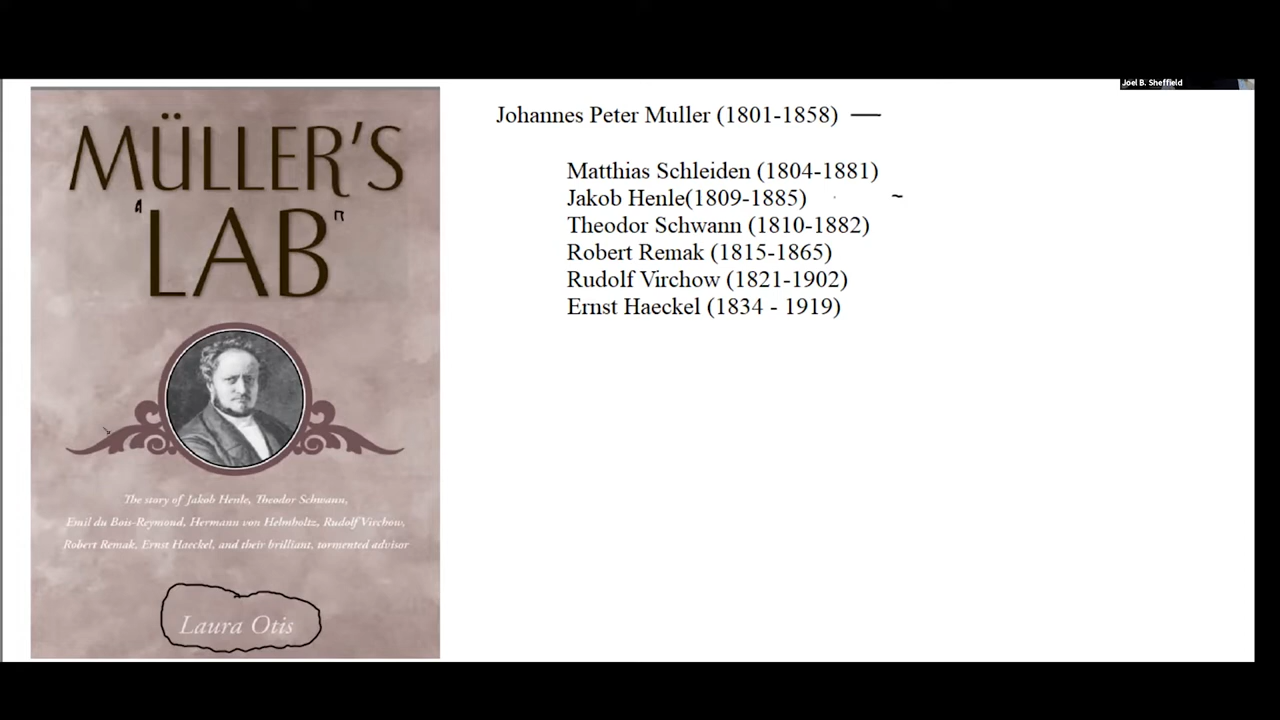 Joel B. Sheffield
MÜLLER'S
"LAB"
The story of Jakob Henle, Theodor Schwann,
Emil du Bois-Reymond, Hermann von Helmholtz, Rudolf Virchow,
Robert Remak, Ernst Haeckel, and their brilliant, tormented advisor
Laura Otis
Johannes Peter Muller (1801-1858) —
Matthias Schleiden (1804-1881)
Jakob Henle(1809-1885)
Theodor Schwann (1810-1882)
Robert Remak (1815-1865)
Rudolf Virchow (1821-1902)
Ernst Haeckel (1834 - 1919)